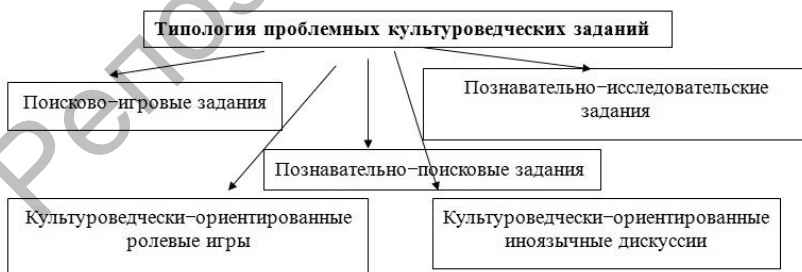 Типология проблемных культуроведческих заданий
Поисково−игровые задания
Познавательно−исследовательские
задания
Познавательно−поисковые задания
Культуроведчески−ориентированные
ролевые игры
Культуроведчески−ориентированные
иноязычные дискуссии